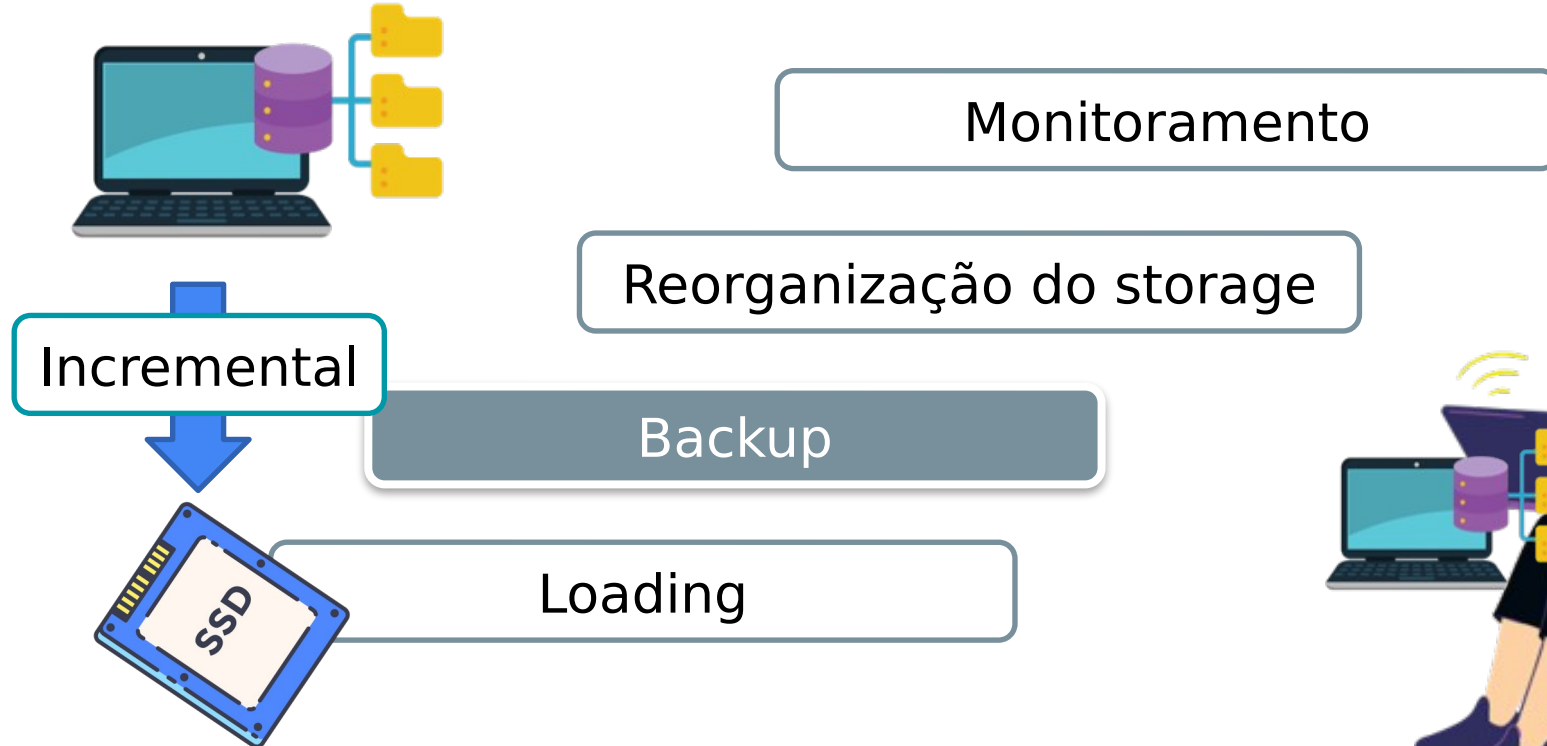 Monitoramento
Reorganização do storage
Incremental
Backup
Loading
SSD